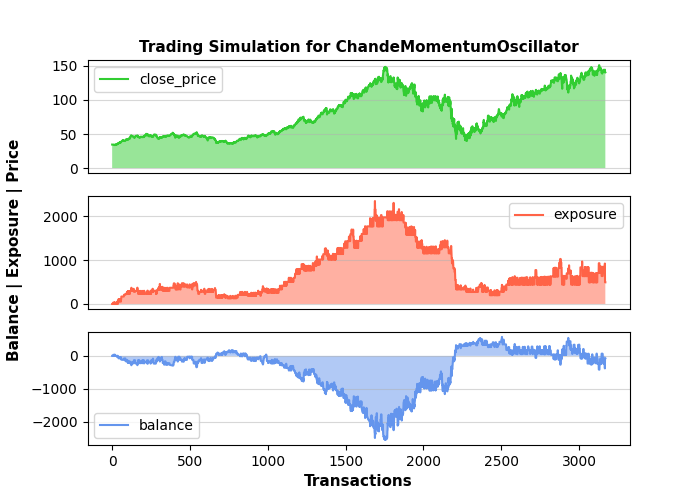 Trading Simulation for ChandeMomentumOscillator
150
100
50
0
close_price
2000
1000
0
exposure
0
−1000
−2000
balance
0 500 1000 1500 2000 2500 3000
Transactions
Balance | Exposure | Price